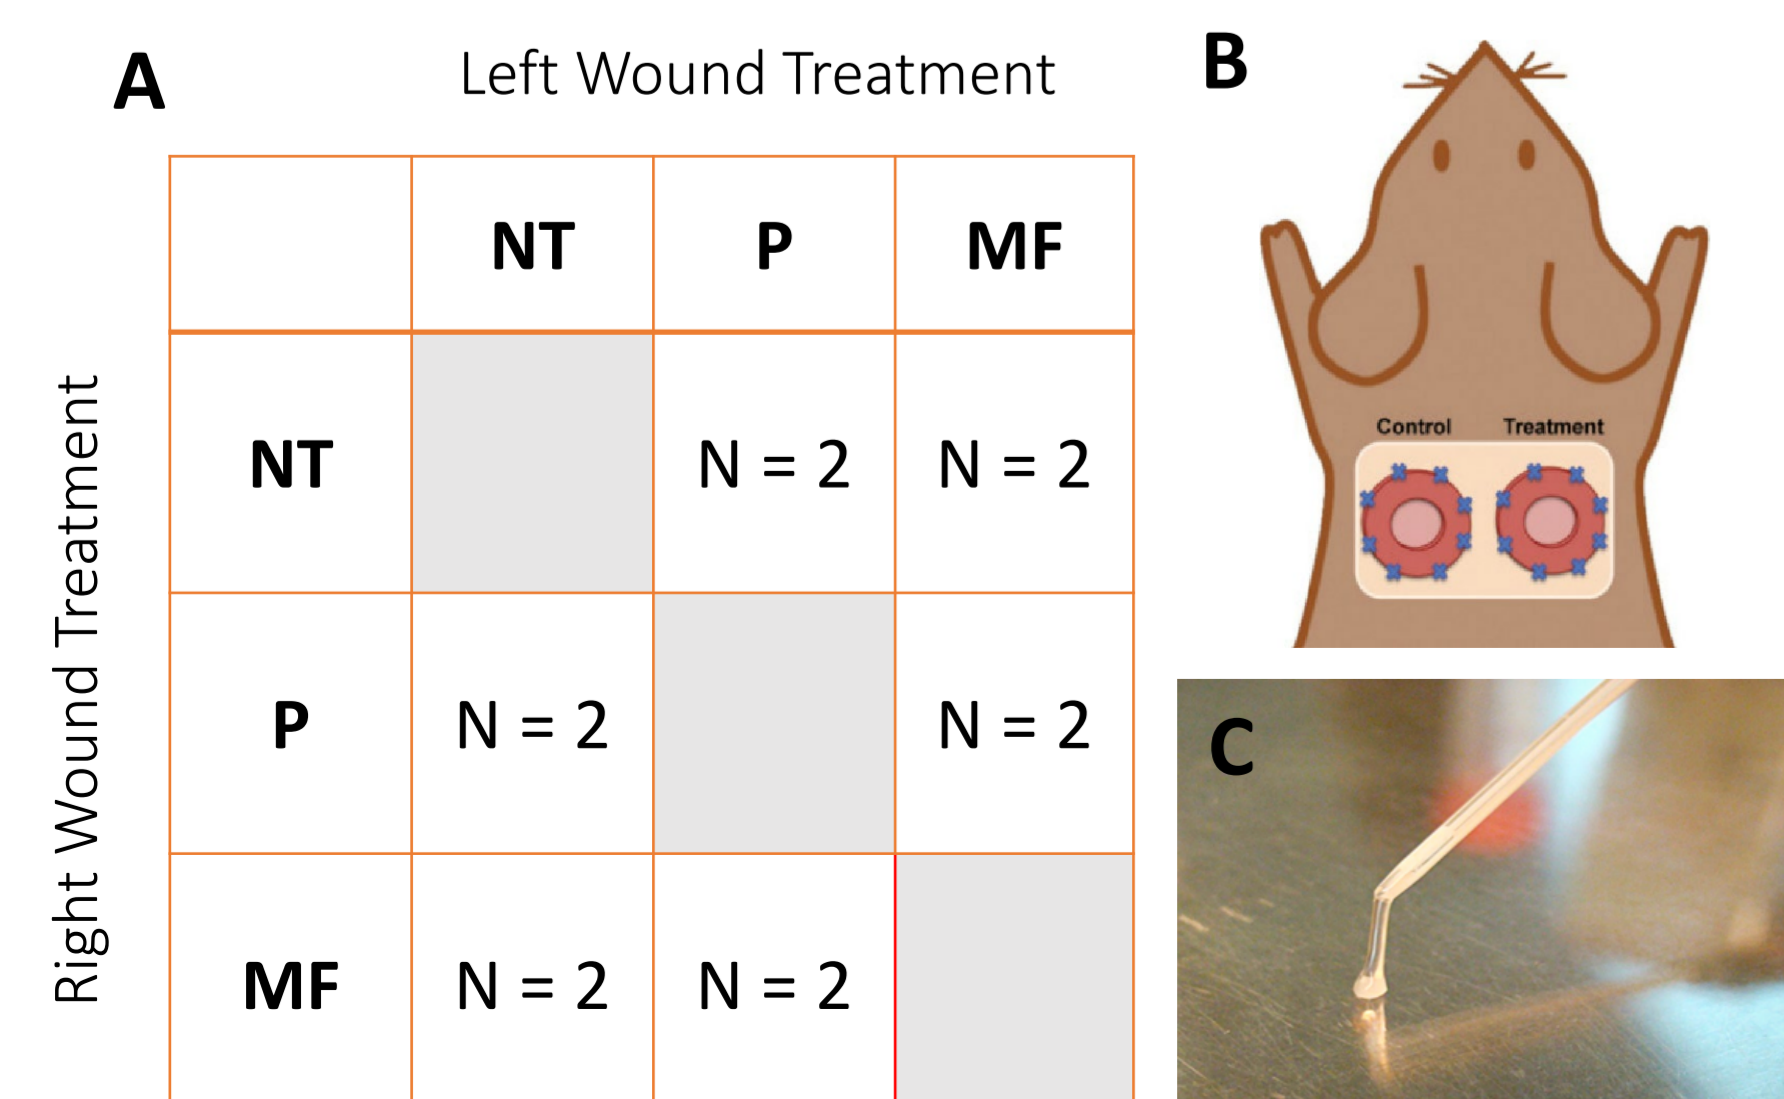 A
Left Wound Treatment
Right Wound Treatment
NT P MF
NT N = 2 N = 2
P N = 2 N = 2
MF N = 2 N = 2
B
Control Treatment
C